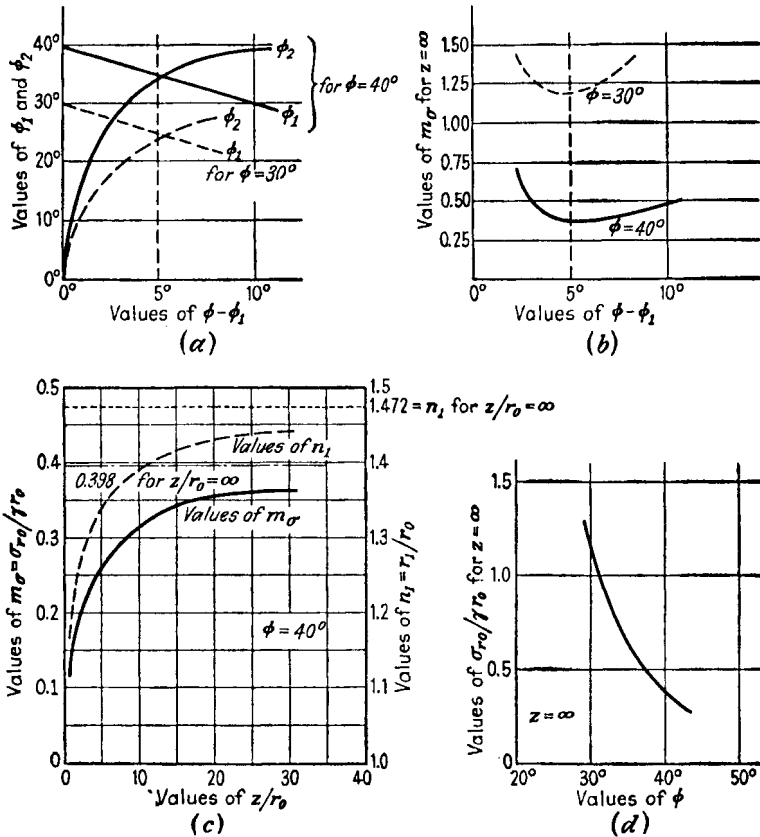 Values of ϕ₁ and ϕ₂
40°
30°
20°
10°
0°
ϕ₂
for ϕ=40°
ϕ₁
ϕ₂
ϕ₁
for ϕ=30°
0° 5° 10°
Values of ϕ-ϕ₁
(a)
Values of mσ for z=∞
1.50
1.25
1.00
0.75
0.50
0.25
ϕ=30°
ϕ=40°
0° 5° 10°
Values of ϕ-ϕ₁
(b)
Values of mσ=σr0/γr0
0.5
0.4
0.3
0.2
0.1
0
1.5
1.472=n₁ for z/r0=∞
1.4
1.3
1.2
1.1
1.0
Values of n₁=r₁/r0
Values of n₁
0.398 for z/r0=∞
Values of mσ
ϕ=40°
0 10 20 30 40
Values of z/r0
(c)
Values of σr0/γr0 for z=∞
1.5
1.0
0.5
0
z=∞
20° 30° 40° 50°
Values of ϕ
(d)